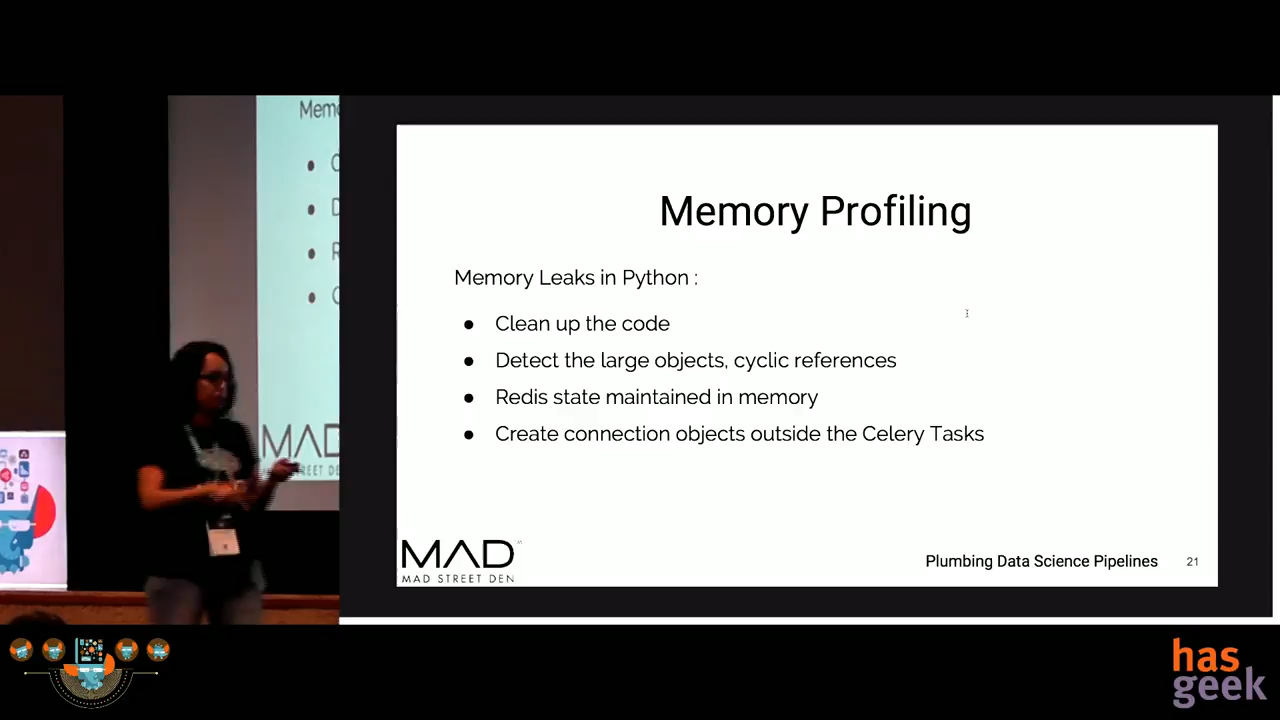 Mem
MAD
Memory Profiling
Memory Leaks in Python :
● Clean up the code
● Detect the large objects, cyclic references
● Redis state maintained in memory
● Create connection objects outside the Celery Tasks
MAD
MAD STREET DEN
Plumbing Data Science Pipelines 21
has
geek